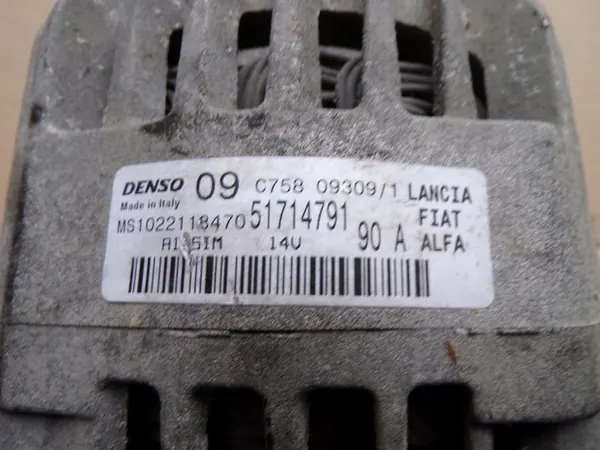 DENSO 09 C758 09309/1 LANCIA
Made in Italy FIAT
MS1022118470 51714791 90 A ALFA
14V